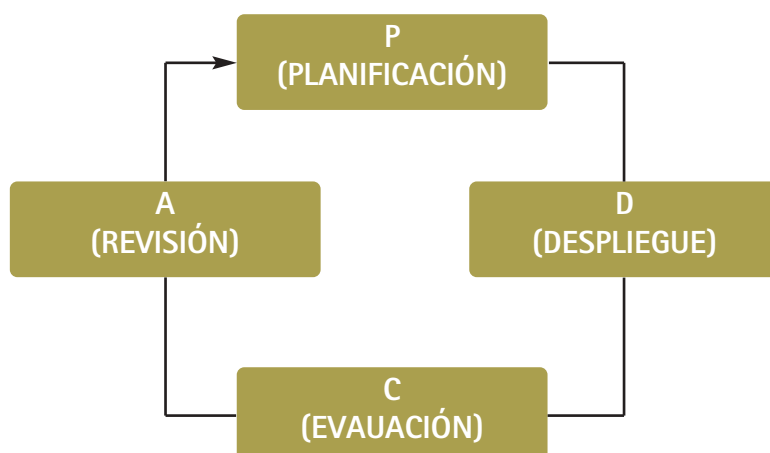 P
(PLANIFICACIÓN)
A
(REVISIÓN)
D
(DESPLIEGUE)
C
(EVAUACIÓN)